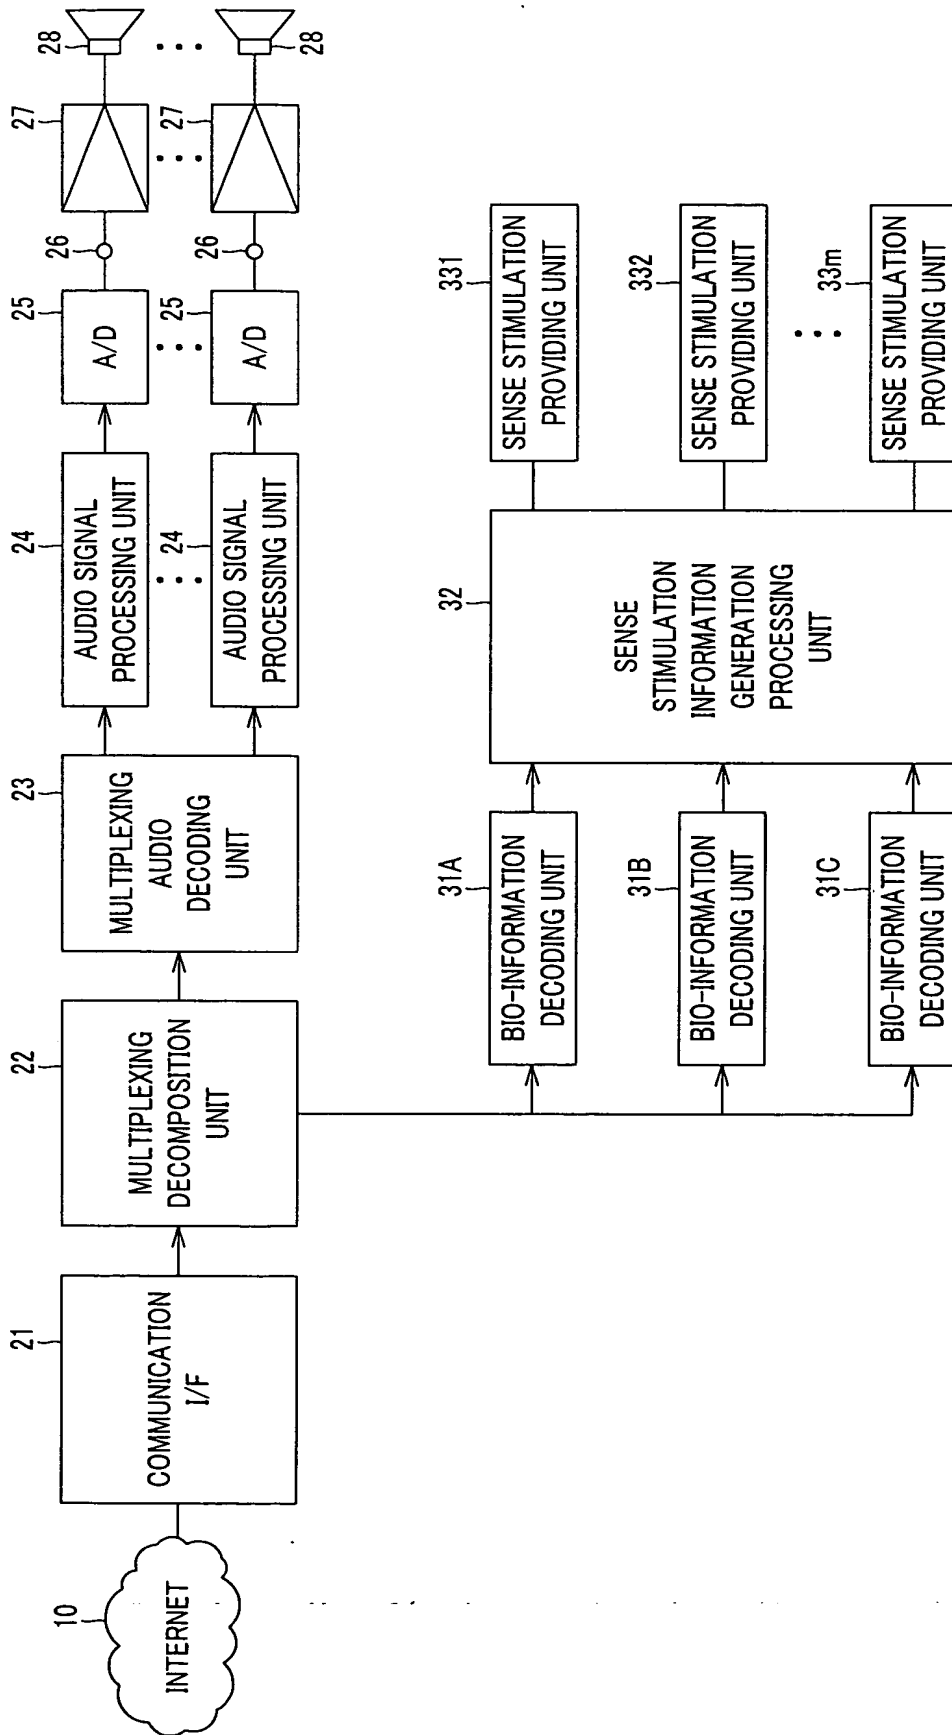 10
INTERNET
21
COMMUNICATION
I/F
22
MULTIPLEXING
DECOMPOSITION
UNIT
23
MULTIPLEXING
AUDIO
DECODING
UNIT
24
AUDIO SIGNAL
PROCESSING UNIT
24
AUDIO SIGNAL
PROCESSING UNIT
25
A/D
25
A/D
26
26
27
27
28
28
31A
BIO-INFORMATION
DECODING UNIT
31B
BIO-INFORMATION
DECODING UNIT
31C
BIO-INFORMATION
DECODING UNIT
32
SENSE
STIMULATION
INFORMATION
GENERATION
PROCESSING
UNIT
331
SENSE STIMULATION
PROVIDING UNIT
332
SENSE STIMULATION
PROVIDING UNIT
33m
SENSE STIMULATION
PROVIDING UNIT